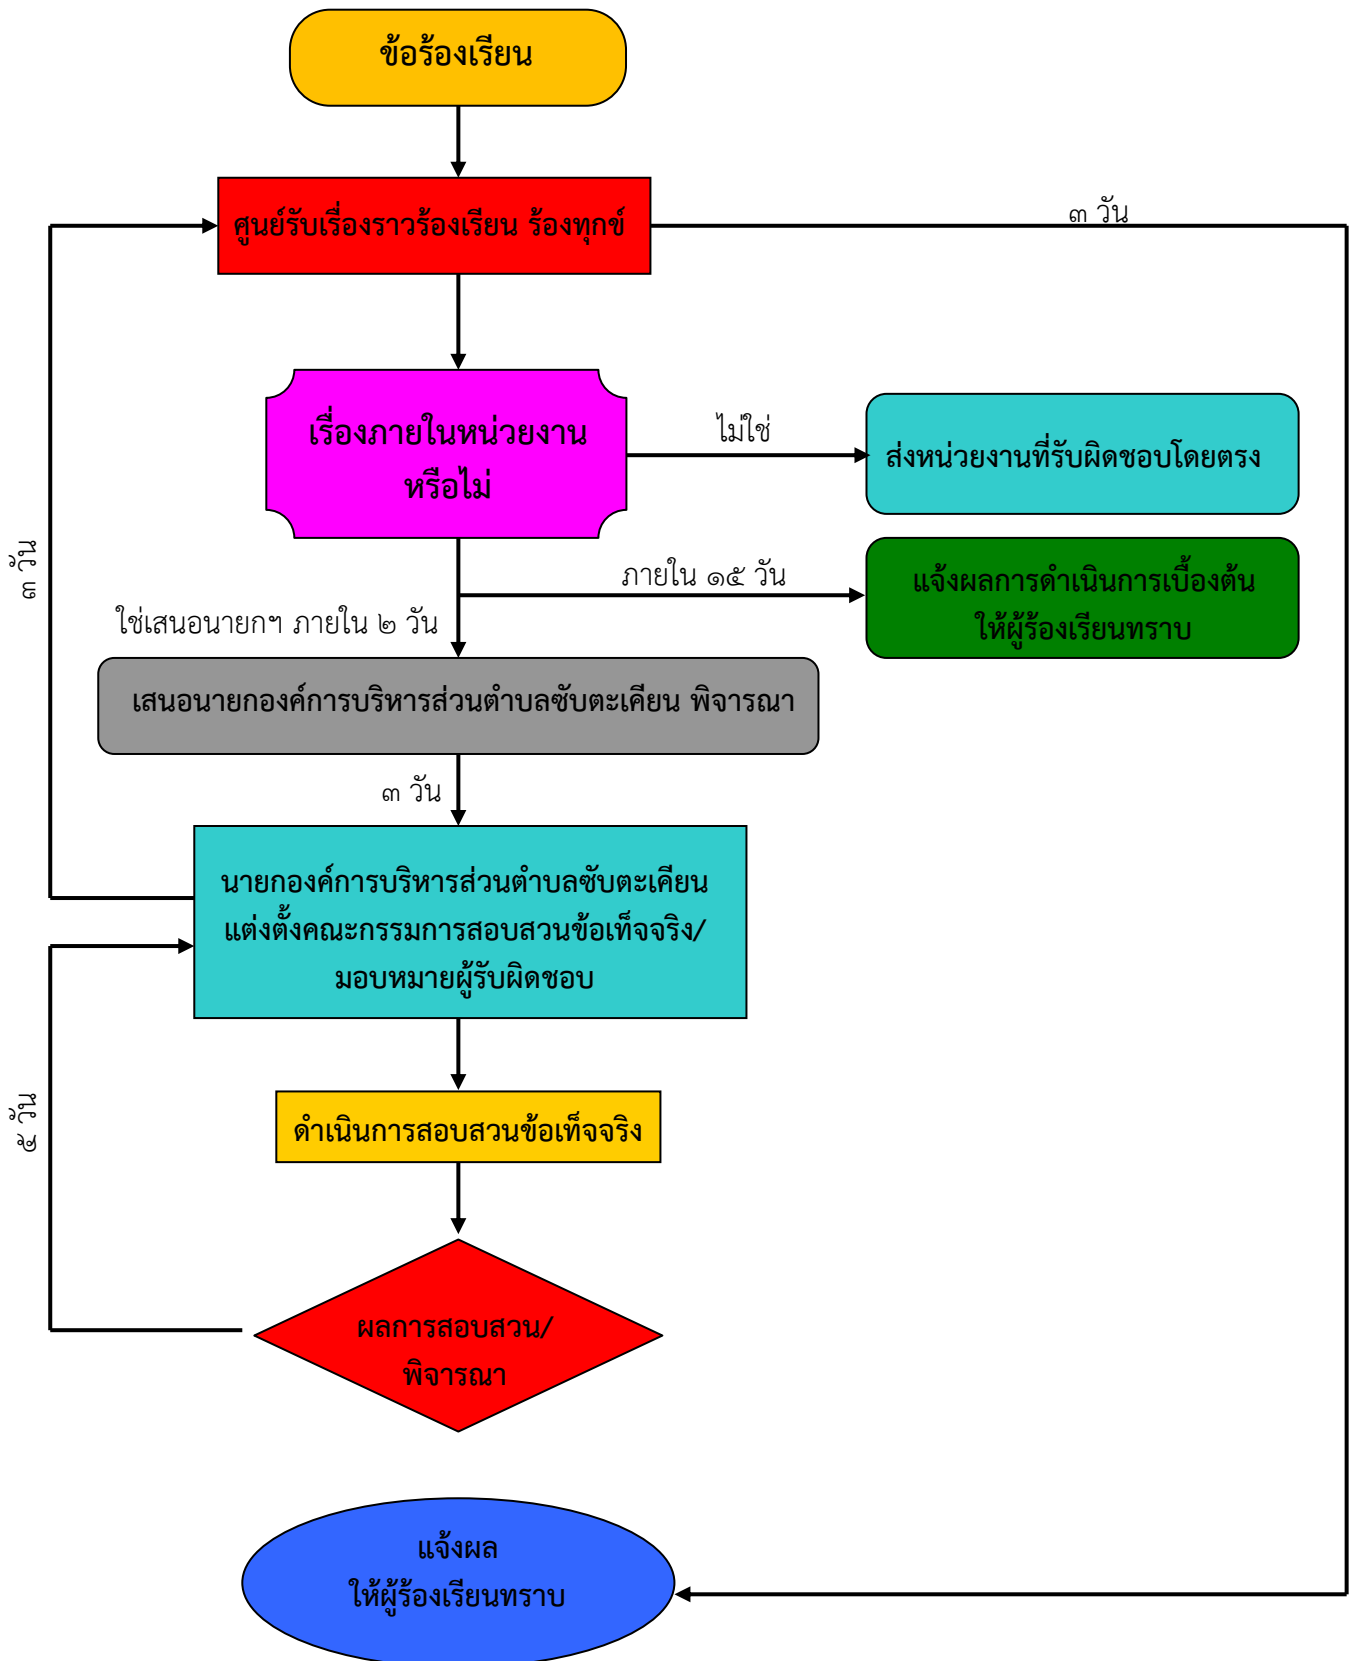 ข้อร้องเรียน
ศูนย์รับเรื่องราวร้องเรียน ร้องทุกข์
๓ วัน
เรื่องภายในหน่วยงาน
หรือไม่
ไม่ใช่
ส่งหน่วยงานที่รับผิดชอบโดยตรง
๓ วัน
ภายใน ๑๕ วัน
แจ้งผลการดำเนินการเบื้องต้น
ให้ผู้ร้องเรียนทราบ
ใช่เสนอนายกฯ ภายใน ๒ วัน
เสนอนายกองค์การบริหารส่วนตำบลซับตะเคียน พิจารณา
๓ วัน
นายกองค์การบริหารส่วนตำบลซับตะเคียน
แต่งตั้งคณะกรรมการสอบสวนข้อเท็จจริง/
มอบหมายผู้รับผิดชอบ
๕ วัน
ดำเนินการสอบสวนข้อเท็จจริง
ผลการสอบสวน/
พิจารณา
แจ้งผล
ให้ผู้ร้องเรียนทราบ